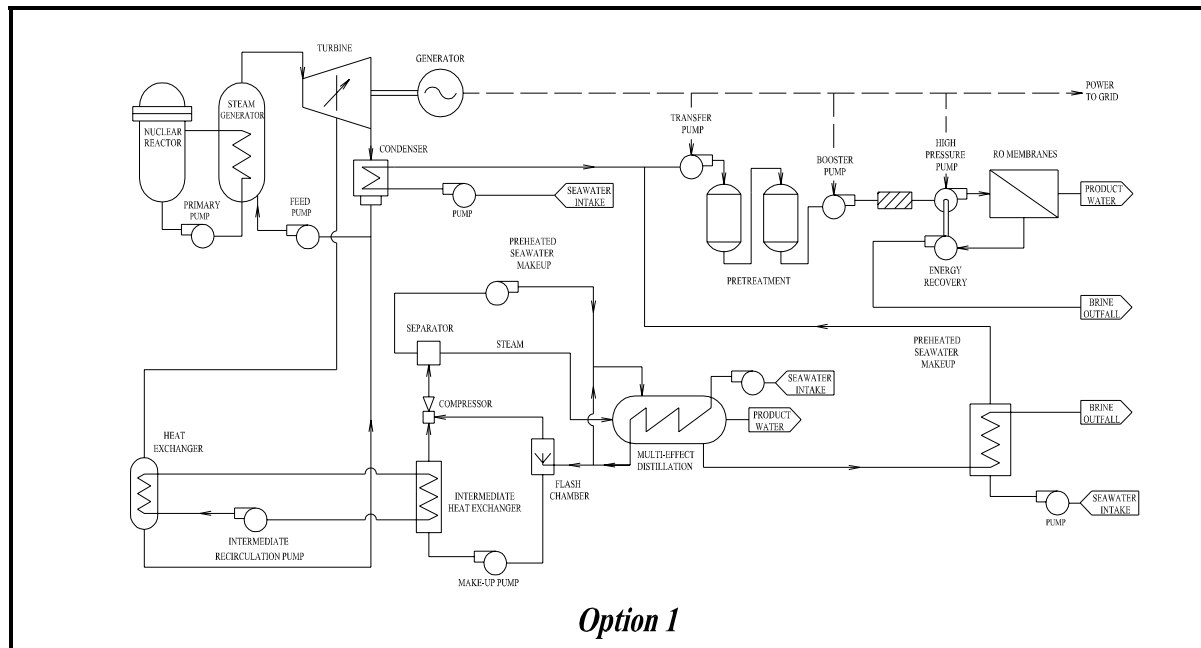 TURBINE
GENERATOR
POWER
TO GRID
STEAM
GENERATOR
NUCLEAR
REACTOR
TRANSFER
PUMP
CONDENSER
BOOSTER
PUMP
HIGH
PRESSURE
PUMP
RO MEMBRANES
PRODUCT
WATER
SEAWATER
INTAKE
PUMP
PRIMARY
PUMP
FEED
PUMP
PRETREATMENT
ENERGY
RECOVERY
BRINE
OUTFALL
PREHEATED
SEAWATER
MAKEUP
SEPARATOR
STEAM
PREHEATED
SEAWATER
MAKEUP
SEAWATER
INTAKE
COMPRESSOR
PRODUCT
WATER
BRINE
OUTFALL
HEAT
EXCHANGER
MULTI-EFFECT
DISTILLATION
FLASH
CHAMBER
INTERMEDIATE
HEAT EXCHANGER
SEAWATER
INTAKE
PUMP
INTERMEDIATE
RECIRCULATION PUMP
MAKE-UP PUMP
Option 1